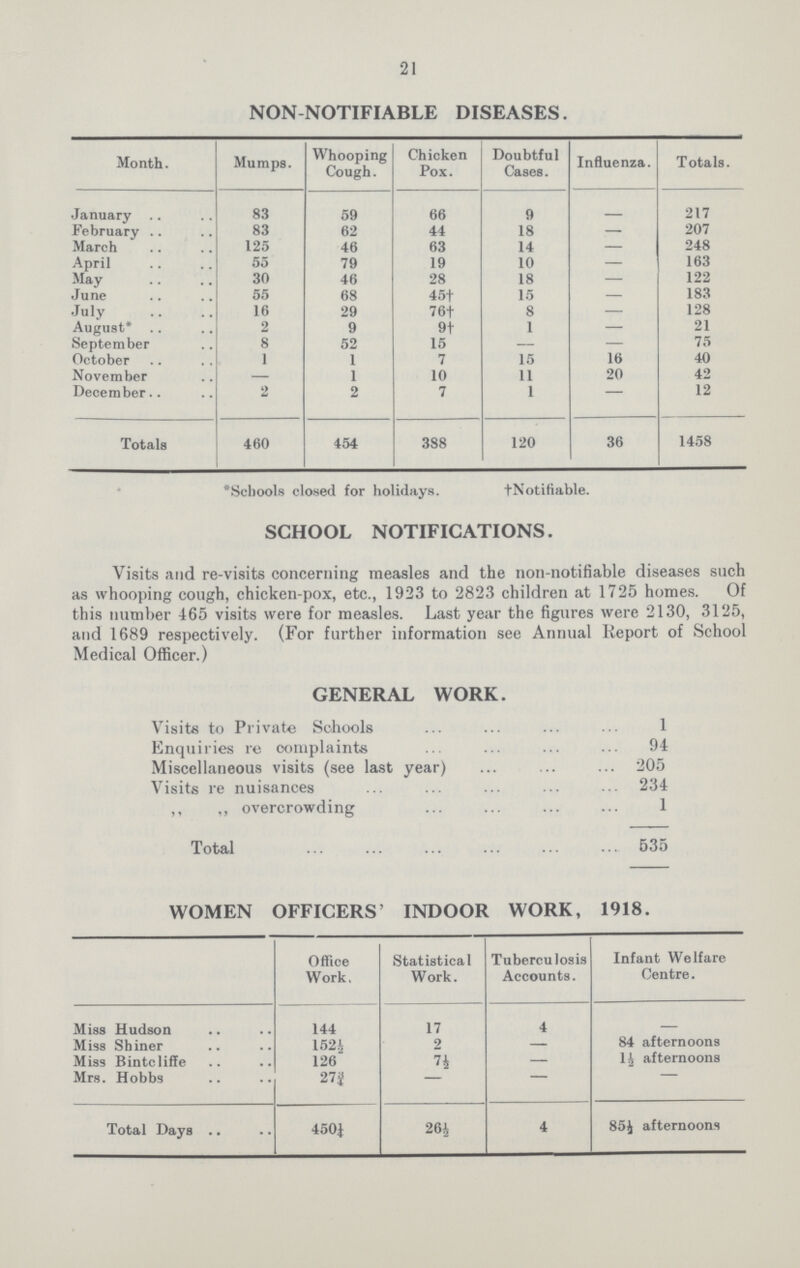 21
NON-NOTIFIABLE DISEASES.
Month. Mumps. Whooping Cough. Chicken Pox. Doubtful Cases. Influenza. Totals.
January .. .. 83 59 66 9 — 217
February .. .. 83 62 44 18 — 207
March .. .. 125 46 63 14 — 248
April .. .. 55 79 19 10 — 163
May .. .. 30 46 28 18 — 122
June .. .. 55 68 45† 15 — 183
July .. .. 16 29 76† 8 — 128
August* .. .. 2 9 9† 1 — 21
September .. 8 52 15 — — 75
October .. .. 1 1 7 15 16 40
November .. — 1 10 11 20 42
December.. .. 2 2 7 1 — 12
Totals 460 454 388 120 36 1458
*Schools closed for holidays. †Notifiable.
SCHOOL NOTIFICATIONS.
Visits and re-visits concerning measles and the non-notifiable diseases such
as whooping cough, chicken-pox, etc., 1923 to 2823 children at 1725 homes. Of
this number 465 visits were for measles. Last year the figures were 2130, 3125,
and 1689 respectively. (For further information see Annual Report of School
Medical Officer.)
GENERAL WORK.
Visits to Private Schools ... ... ... ... 1
Enquiries re complaints ... ... ... ... 94
Miscellaneous visits (see last year) ... ... ... 205
Visits re nuisances ... ... ... ... ... 234
,, ,, overcrowding ... ... ... ... 1
Total ... ... ... ... ... ... 535
WOMEN OFFICERS' INDOOR WORK, 1918.
Office Work. Statistical Work. Tuberculosis Accounts. Infant Welfare Centre.
Miss Hudson .. .. 144 17 4 —
Miss Shiner .. .. 152½ 2 — 84 afternoons
Miss Bintcliffe .. .. 126 7½ — 1½ afternoons
Mrs. Hobbs .. .. 27¾ — — —
Total Days .. .. 450¼ 26½ 4 85½ afternoons